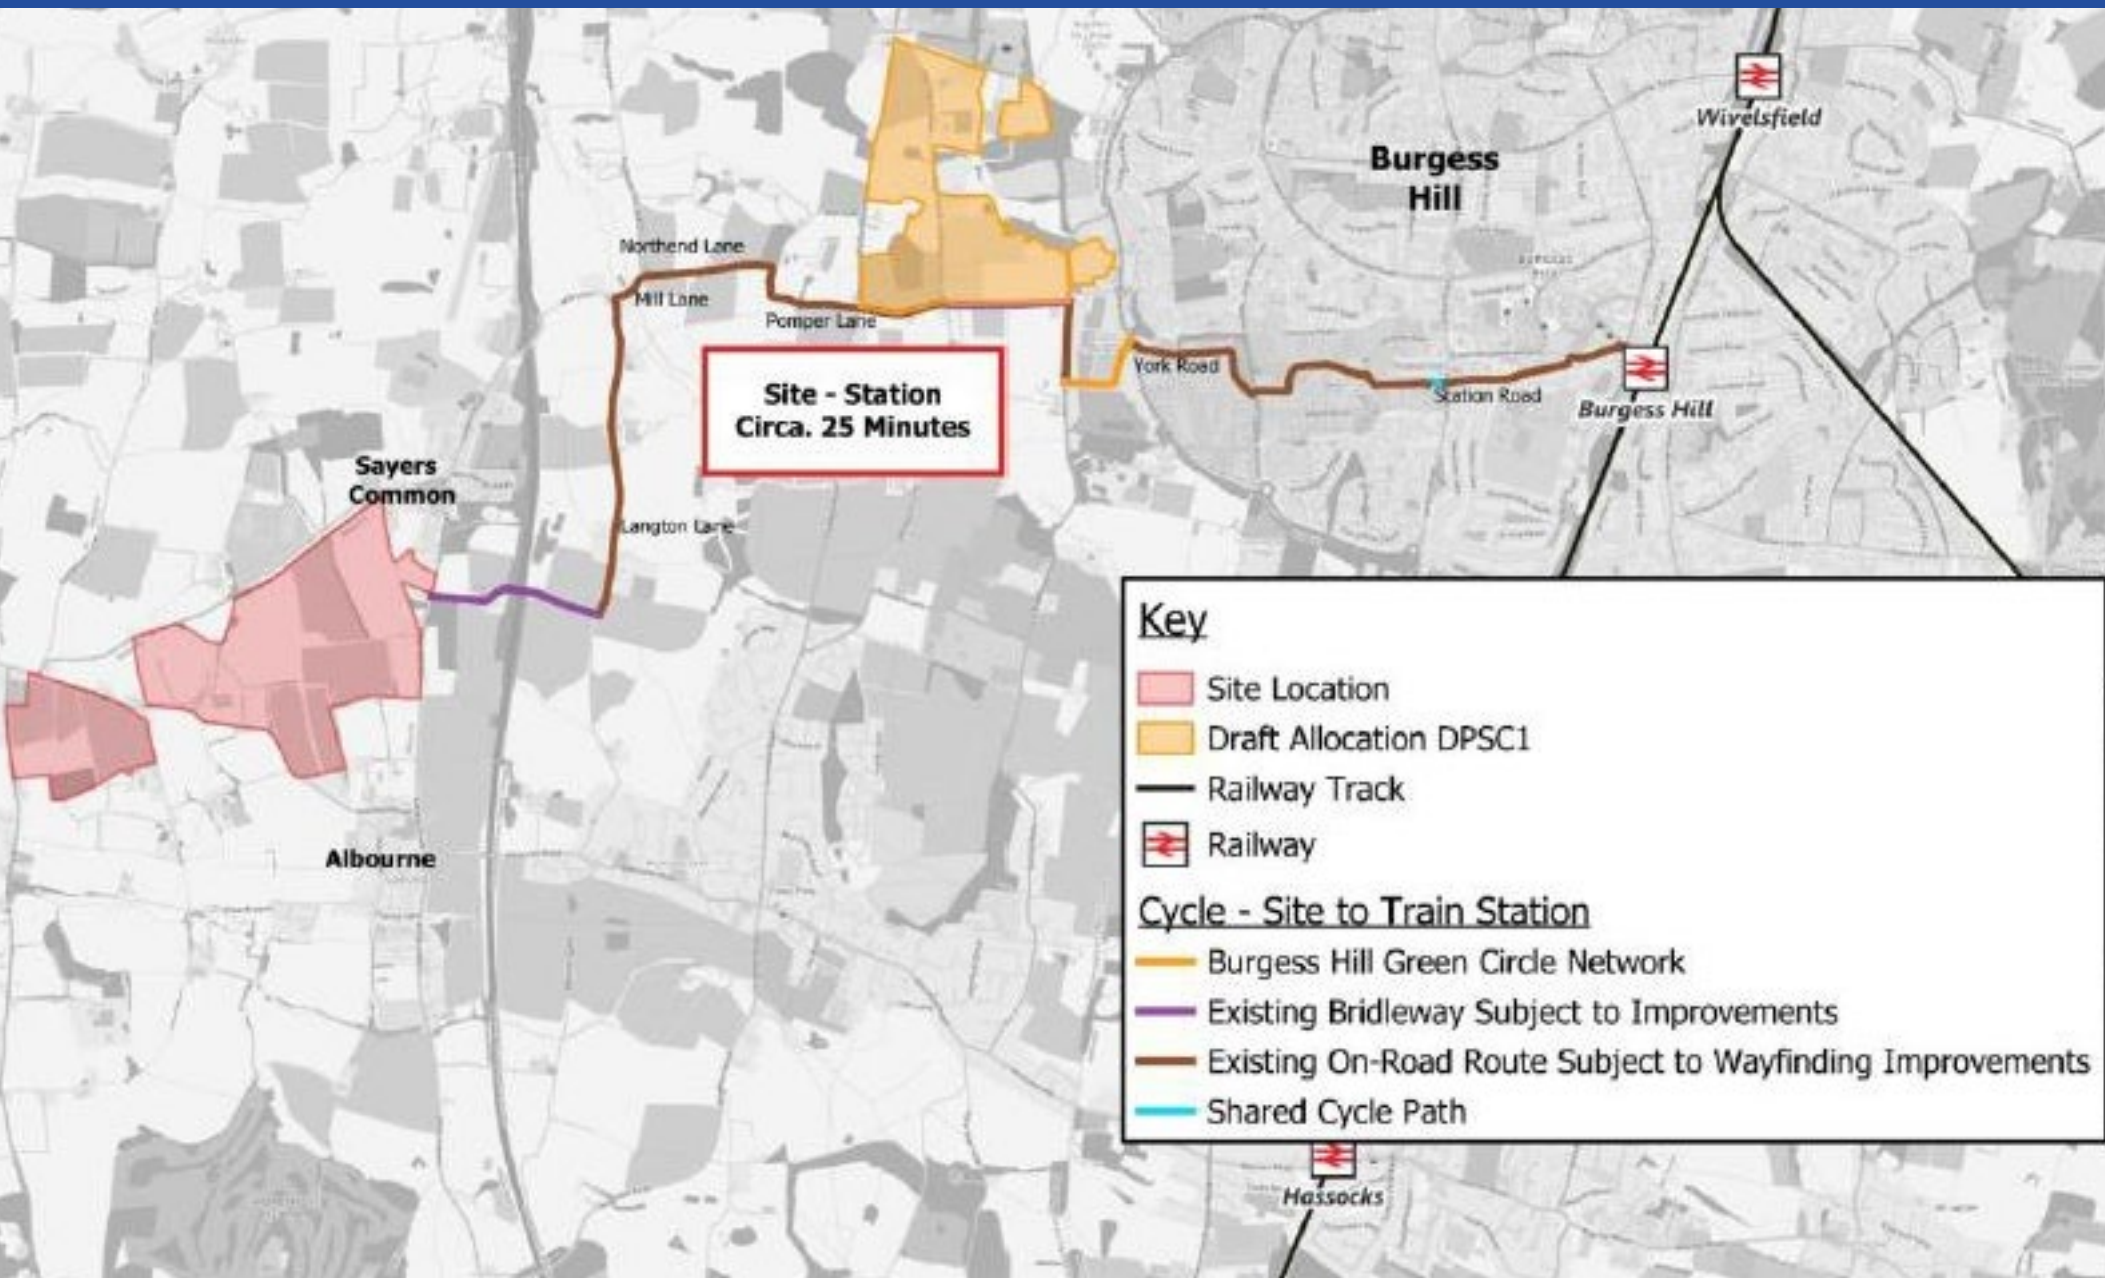 Wivelsfield
Burgess
Hill
Northend Lane
Mill Lane
Pomper Lane
York Road
Station Road
Burgess Hill
Site - Station
Circa. 25 Minutes
Sayers
Common
Langton Lane
Albourne
Key
Site Location
Draft Allocation DPSC1
Railway Track
Railway
Cycle - Site to Train Station
Burgess Hill Green Circle Network
Existing Bridleway Subject to Improvements
Existing On-Road Route Subject to Wayfinding Improvements
Shared Cycle Path
Hassocks